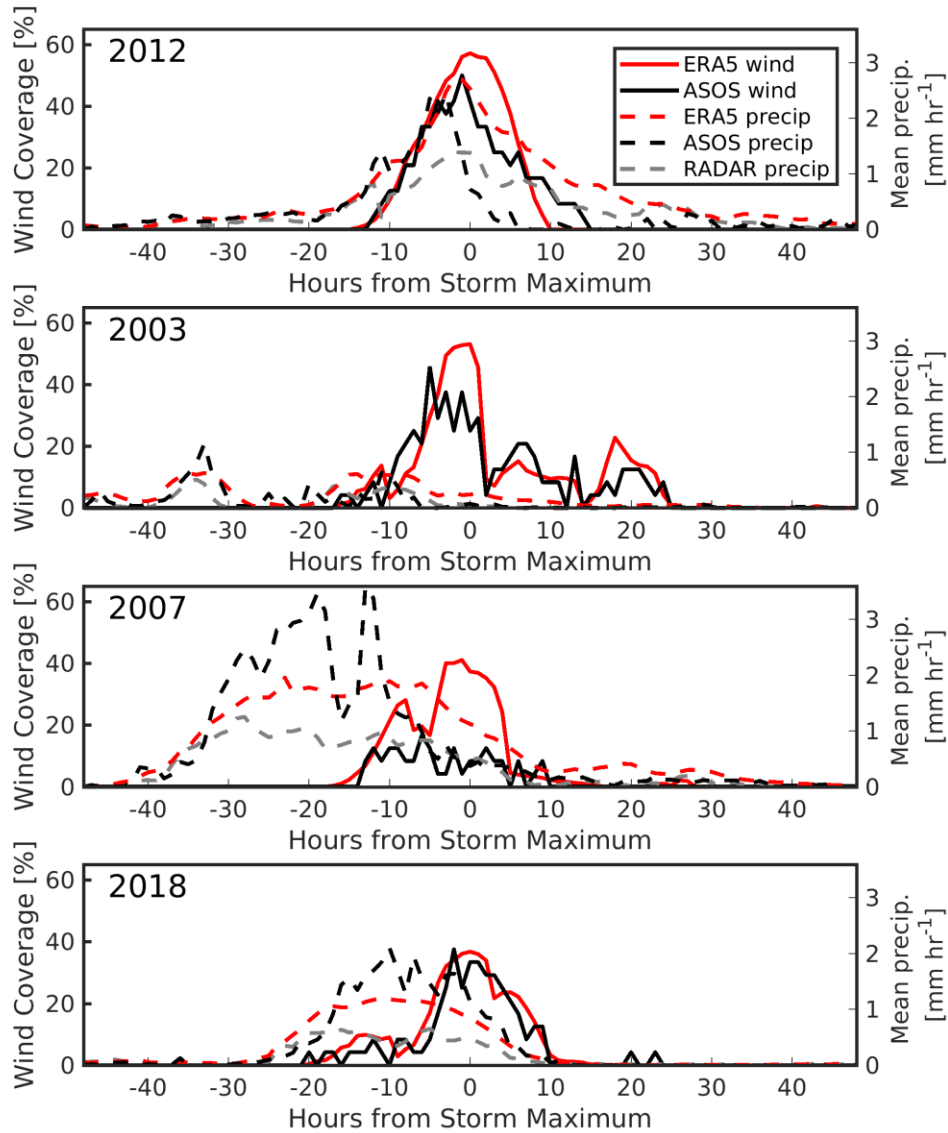 2012
ERA5 wind
ASOS wind
ERA5 precip
ASOS precip
RADAR precip
Wind Coverage [%]
60
40
20
0
3
2
1
0
Mean precip.
[mm hr-1]
-40 -30 -20 -10 0 10 20 30 40
Hours from Storm Maximum
2003
Wind Coverage [%]
60
40
20
0
3
2
1
0
Mean precip.
[mm hr-1]
-40 -30 -20 -10 0 10 20 30 40
Hours from Storm Maximum
2007
Wind Coverage [%]
60
40
20
0
3
2
1
0
Mean precip.
[mm hr-1]
-40 -30 -20 -10 0 10 20 30 40
Hours from Storm Maximum
2018
Wind Coverage [%]
60
40
20
0
3
2
1
0
Mean precip.
[mm hr-1]
-40 -30 -20 -10 0 10 20 30 40
Hours from Storm Maximum